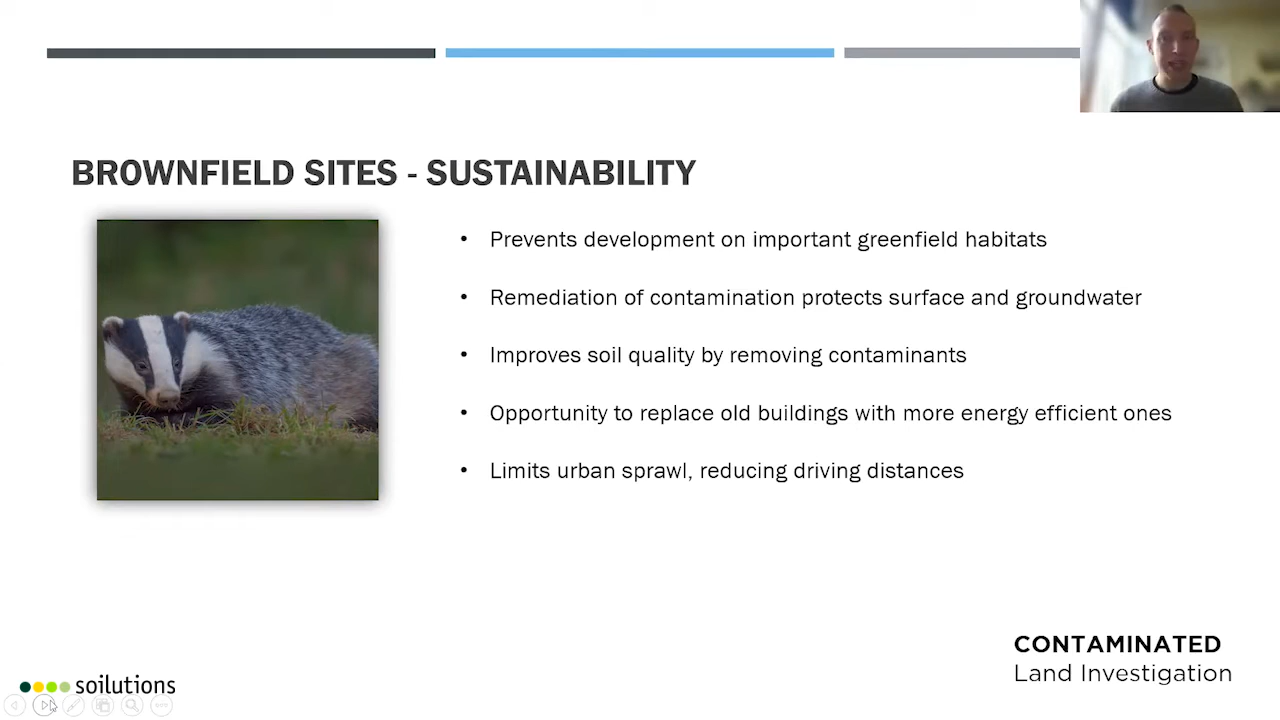 BROWNFIELD SITES - SUSTAINABILITY
• Prevents development on important greenfield habitats
• Remediation of contamination protects surface and groundwater
• Improves soil quality by removing contaminants
• Opportunity to replace old buildings with more energy efficient ones
• Limits urban sprawl, reducing driving distances
CONTAMINATED
Land Investigation
soilutions